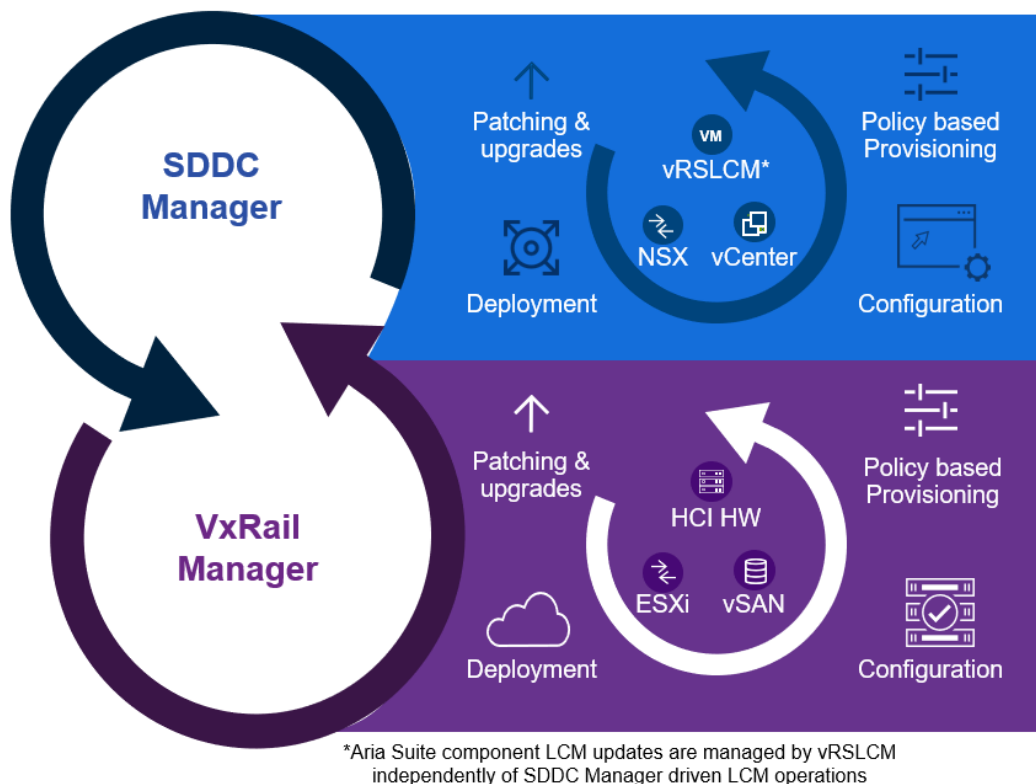 SDDC
Manager
Patching &
upgrades
VM
vRSLCM*
Policy based
Provisioning
NSX
vCenter
Deployment
Configuration
VxRail
Manager
Patching &
upgrades
HCI HW
Policy based
Provisioning
ESXi
vSAN
Deployment
Configuration
*Aria Suite component LCM updates are managed by vRSLCM
independently of SDDC Manager driven LCM operations